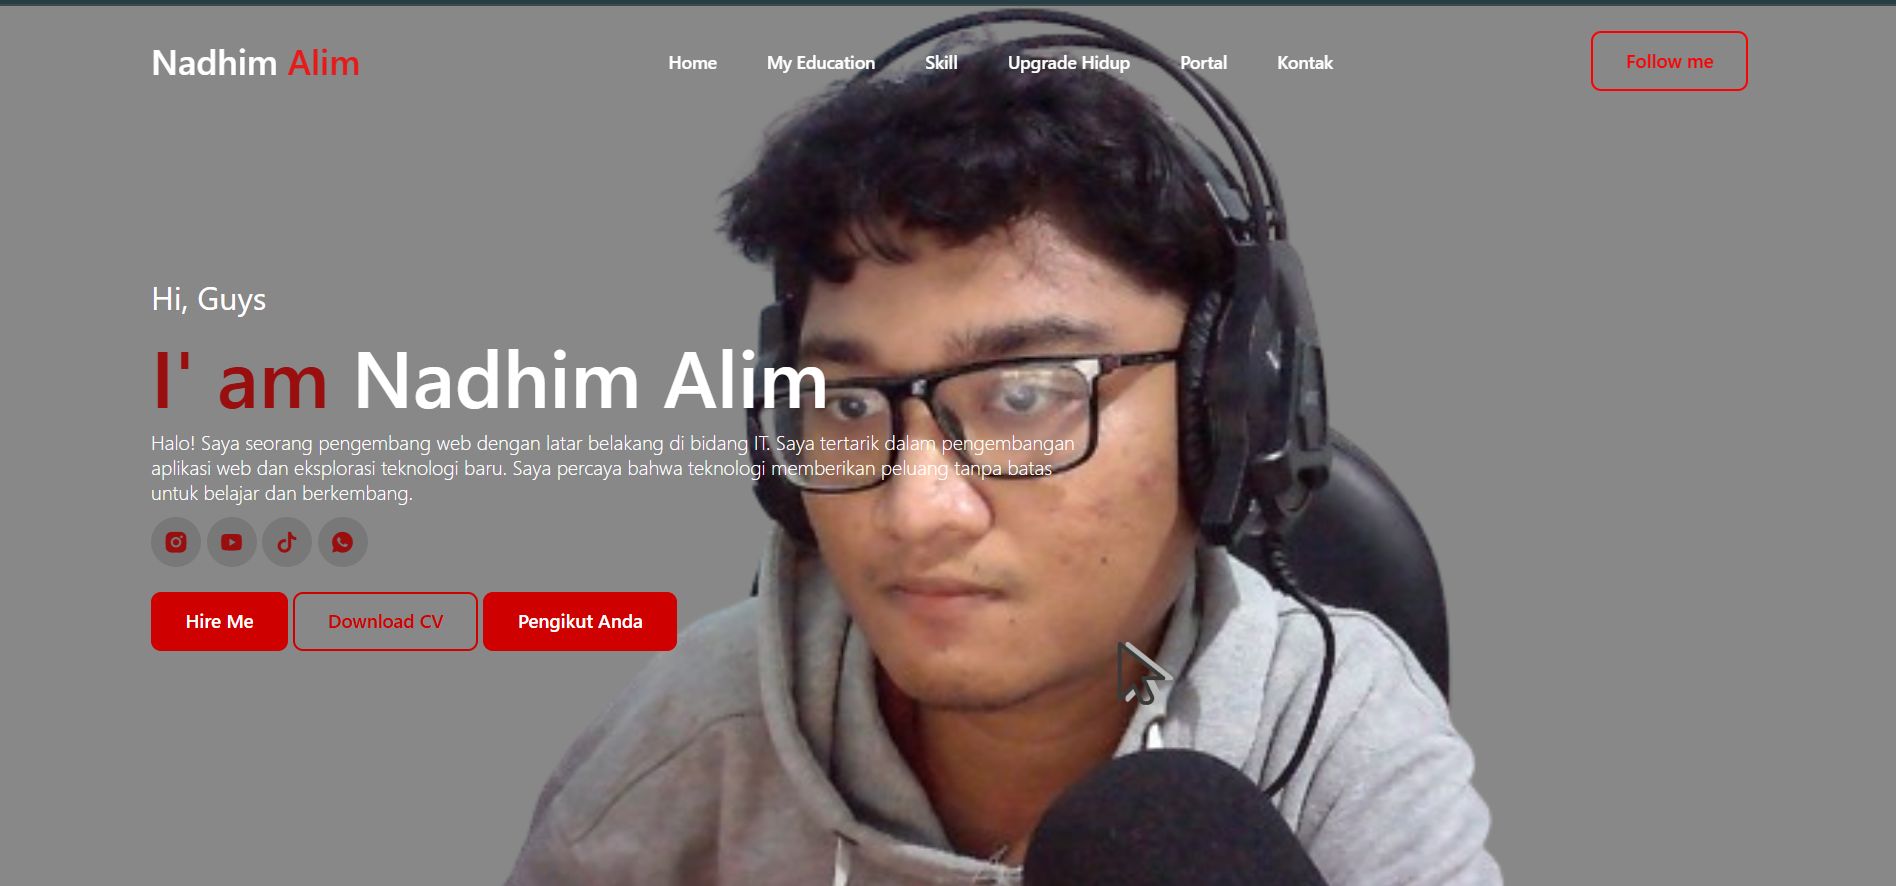 Nadhim Alim
Home
My Education
Skill
Upgrade Hidup
Portal
Kontak
Follow me
Hi, Guys
I' am Nadhim Alim
Halo! Saya seorang pengembang web dengan latar belakang di bidang IT. Saya tertarik dalam pengembangan
aplikasi web dan eksplorasi teknologi baru. Saya percaya bahwa teknologi memberikan peluang tanpa batas
untuk belajar dan berkembang.
Hire Me
Download CV
Pengikut Anda